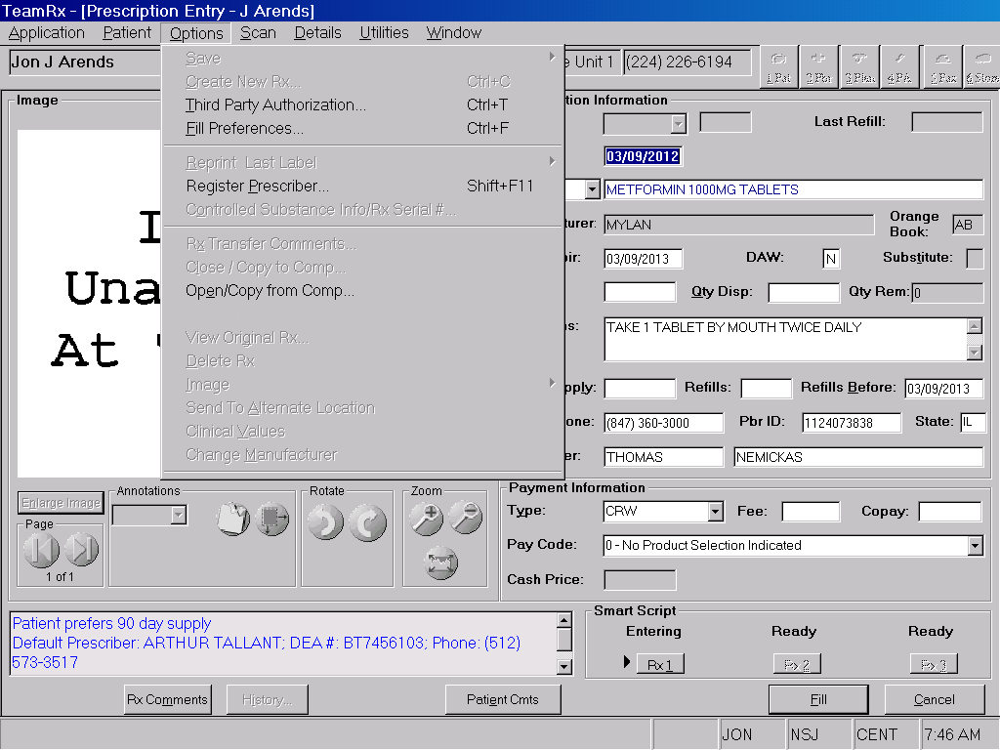 TeamRx - [Prescription Entry - J Arends]
Application Patient Options Scan Details Utilities Window
Jon J Arends
e Unit 1 (224) 226-6194
1 Pat 2 Pbr 3 Plan 4 PA 5 Fax
Save
Create New Rx... Ctrl+C
Third Party Authorization... Ctrl+T
Fill Preferences... Ctrl+F
Reprint Last Label
Register Prescriber... Shift+F11
Controlled Substance Info/Rx Serial #...
Rx Transfer Comments...
Close / Copy to Comp...
Open/Copy from Comp...
View Original Rx...
Delete Rx
Image
Send To Alternate Location
Clinical Values
Change Manufacturer
Image
I
Una
At
Enlarge Image
Page
1 of 1
Annotations
Rotate
Zoom
tion Information
Last Refill:
03/09/2012
METFORMIN 1000MG TABLETS
urer: MYLAN Orange Book: AB
ir: 03/09/2013 DAW: N Substitute:
Qty Disp: Qty Rem: 0
s: TAKE 1 TABLET BY MOUTH TWICE DAILY
pply: Refills: Refills Before: 03/09/2013
one: (847) 360-3000 Pbr ID: 1124073838 State: IL
er: THOMAS NEMICKAS
Payment Information
Type: CRW Fee: Copay:
Pay Code: 0 - No Product Selection Indicated
Cash Price:
Patient prefers 90 day supply
Default Prescriber: ARTHUR TALLANT; DEA #: BT7456103; Phone: (512)
573-3517
Smart Script
Entering Ready Ready
Rx 1 Rx 2 Rx 3
Rx Comments History... Patient Cmts Fill Cancel
JON NSJ CENT 7:46 AM